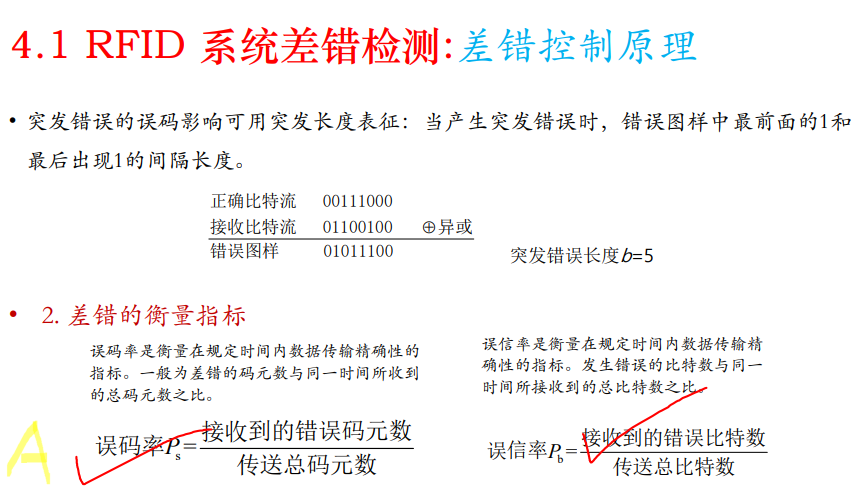 4.1 RFID 系统差错检测:差错控制原理
• 突发错误的误码影响可用突发长度表征：当产生突发错误时，错误图样中最前面的1和
最后出现1的间隔长度。
正确比特流 00111000
接收比特流 01100100 ⊕异或
错误图样 01011100
突发错误长度b=5
• 2. 差错的衡量指标
误码率是衡量在规定时间内数据传输精确性的
指标。一般为差错的码元数与同一时间所收到
的总码元数之比。
误码率Ps=接收到的错误码元数
传送总码元数
误信率是衡量在规定时间内数据传输精
确性的指标。发生错误的比特数与同一
时间所接收到的总比特数之比。
误信率Pb=接收到的错误比特数
传送总比特数
A